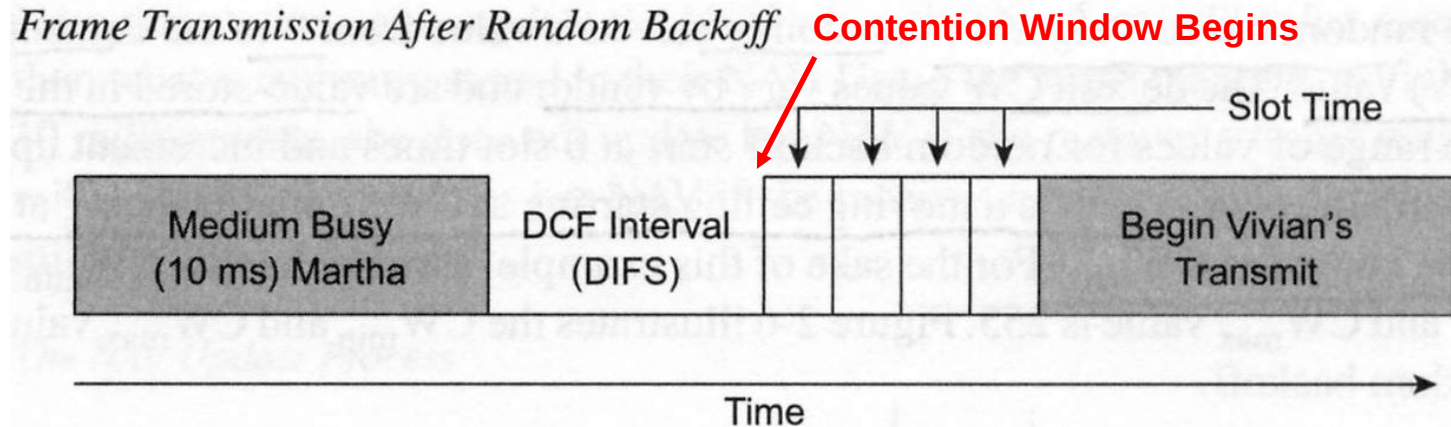 Frame Transmission After Random Backoff
Contention Window Begins
Slot Time
Medium Busy
(10 ms) Martha
DCF Interval
(DIFS)
Begin Vivian's
Transmit
Time